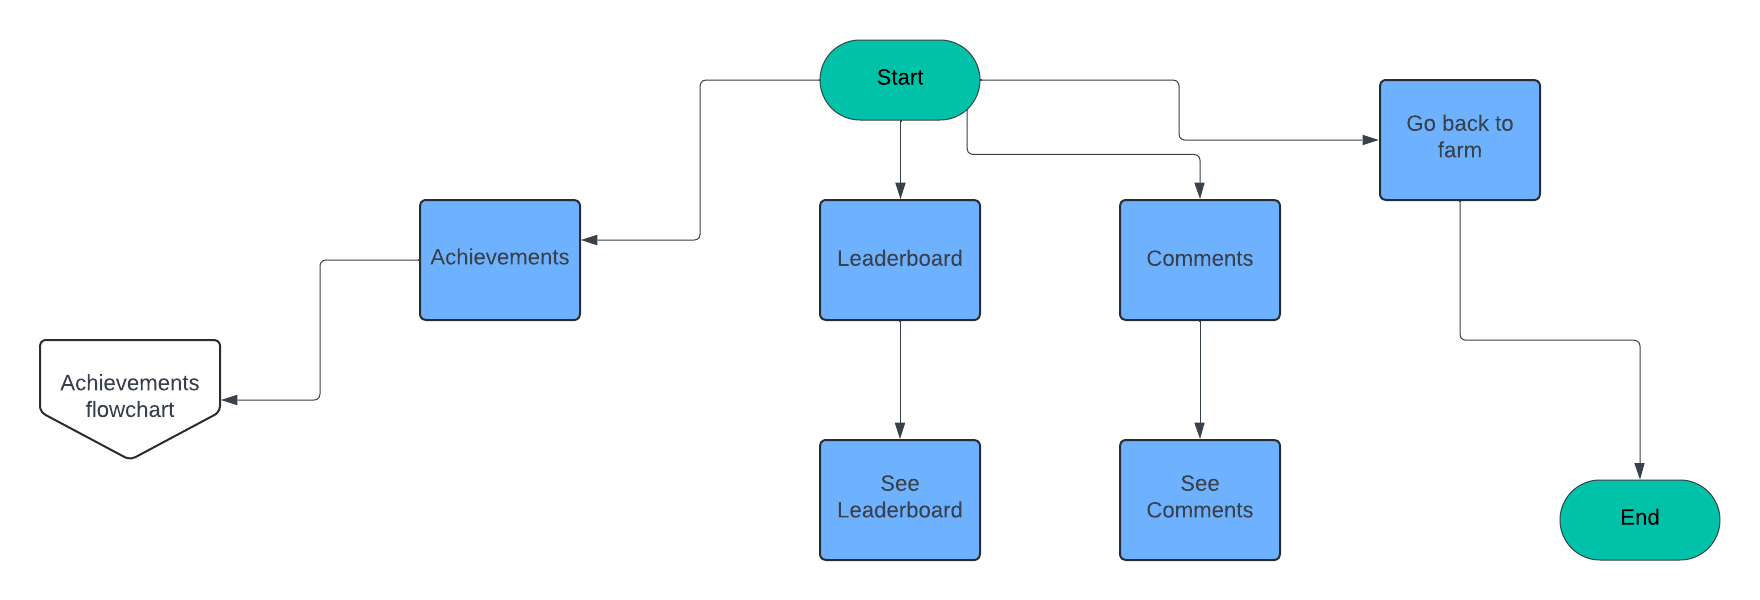 Start
Go back to
farm
Achievements
Leaderboard
Comments
Achievements
flowchart
See
Leaderboard
See
Comments
End